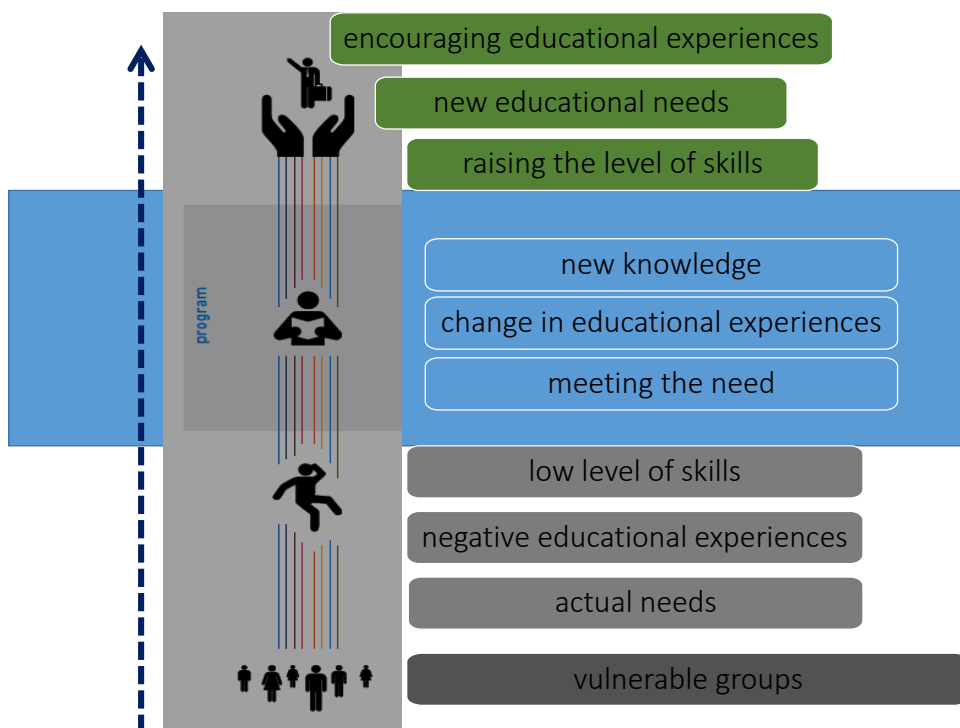 encouraging educational experiences
new educational needs
raising the level of skills
new knowledge
program
change in educational experiences
meeting the need
low level of skills
negative educational experiences
actual needs
vulnerable groups